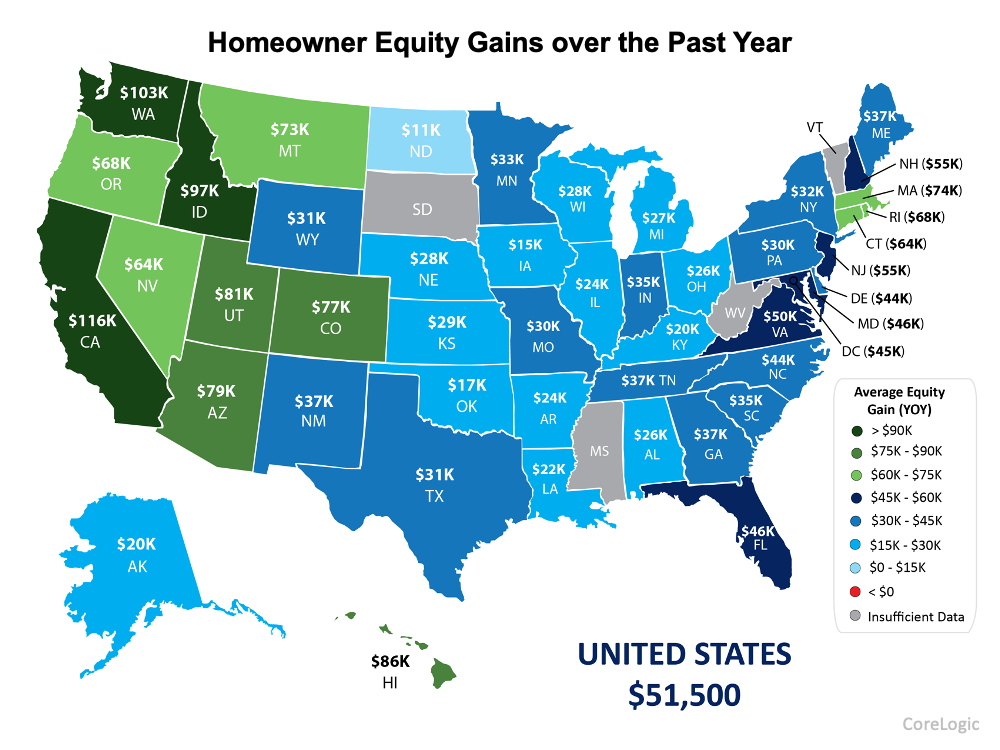 Homeowner Equity Gains over the Past Year
$103K
WA
$68K
OR
$97K
ID
$73K
MT
$11K
ND
SD
$33K
MN
$28K
WI
$27K
MI
$31K
WY
$28K
NE
$15K
IA
$64K
NV
$81K
UT
$77K
CO
$29K
KS
$30K
MO
$24K
IL
$35K
IN
$26K
OH
$20K
KY
WV
$50K
VA
$30K
PA
$32K
NY
VT
$37K
ME
NH ($55K)
MA ($74K)
RI ($68K)
CT ($64K)
NJ ($55K)
DE ($44K)
MD ($46K)
DC ($45K)
$116K
CA
$79K
AZ
$37K
NM
$17K
OK
$24K
AR
$37K TN
$44K
NC
$35K
SC
$31K
TX
$22K
LA
MS
$26K
AL
$37K
GA
$46K
FL
$20K
AK
$86K
HI
Average Equity
Gain (YOY)
> $90K
$75K - $90K
$60K - $75K
$45K - $60K
$30K - $45K
$15K - $30K
$0 - $15K
< $0
Insufficient Data
UNITED STATES
$51,500
CoreLogic